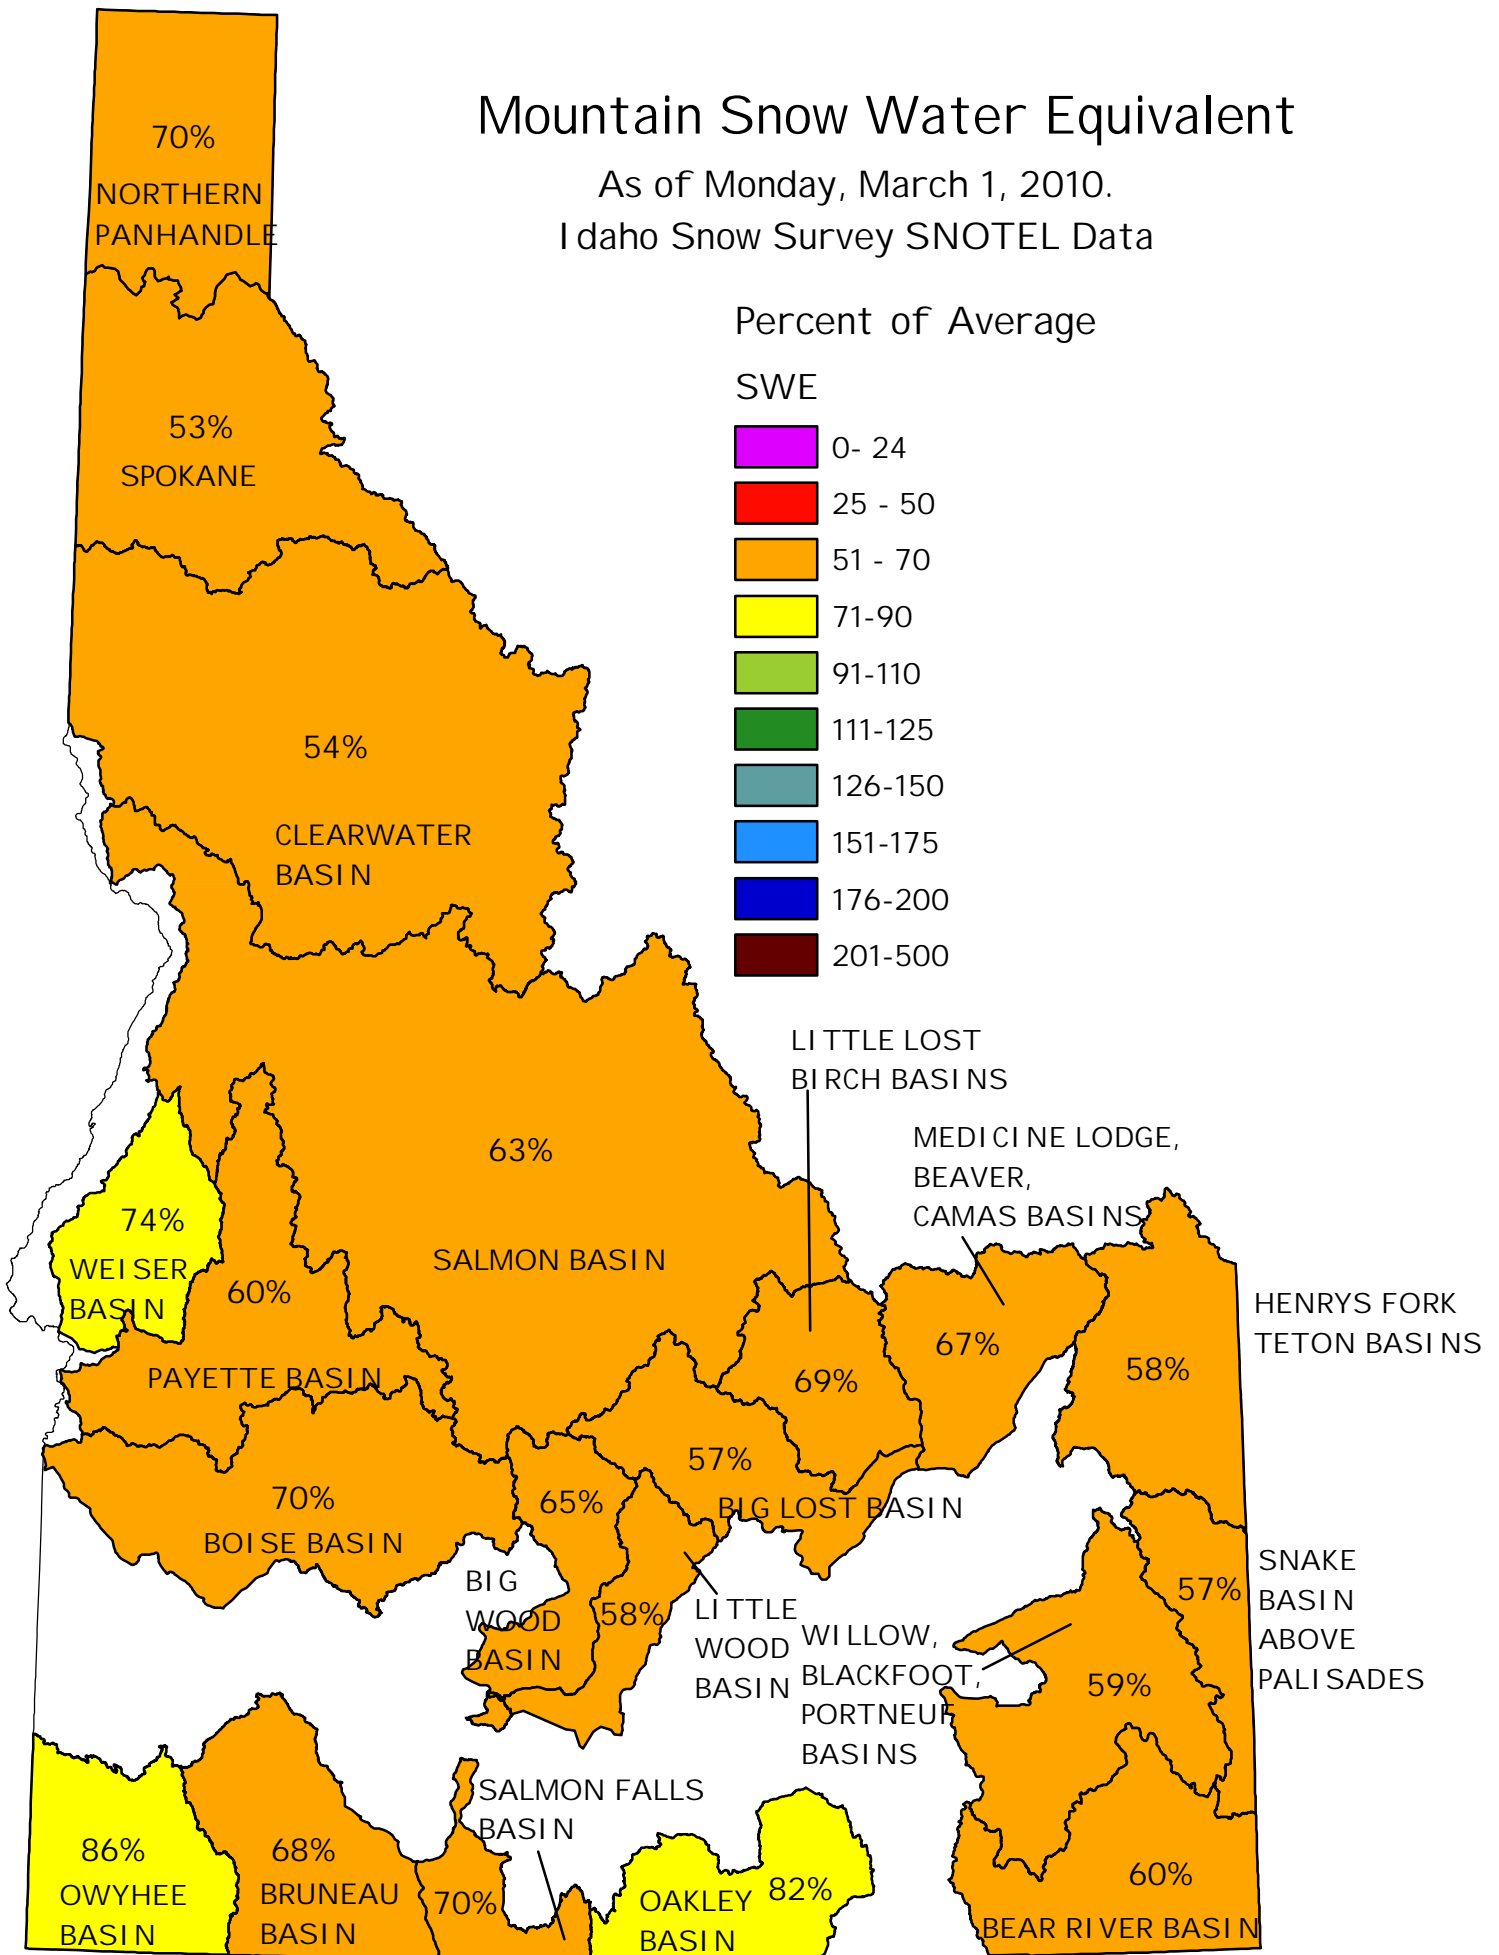 Mountain Snow Water Equivalent
As of Monday, March 1, 2010.
Idaho Snow Survey SNOTEL Data
Percent of Average
SWE
0- 24
25 - 50
51 - 70
71-90
91-110
111-125
126-150
151-175
176-200
201-500
70%
NORTHERN
PANHANDLE
53%
SPOKANE
54%
CLEARWATER
BASIN
63%
SALMON BASIN
74%
WEISER
BASIN
60%
PAYETTE BASIN
70%
BOISE BASIN
LITTLE LOST
BIRCH BASINS
69%
MEDICINE LODGE,
BEAVER,
CAMAS BASINS
67%
58%
HENRYS FORK
TETON BASINS
57%
BIG LOST BASIN
65%
BIG
WOOD
BASIN
58%
LITTLE
WOOD
BASIN
WILLOW,
BLACKFOOT,
PORTNEUF
BASINS
59%
57%
SNAKE
BASIN
ABOVE
PALISADES
86%
OWYHEE
BASIN
68%
BRUNEAU
BASIN
SALMON FALLS
BASIN
70%
OAKLEY
BASIN
82%
60%
BEAR RIVER BASIN